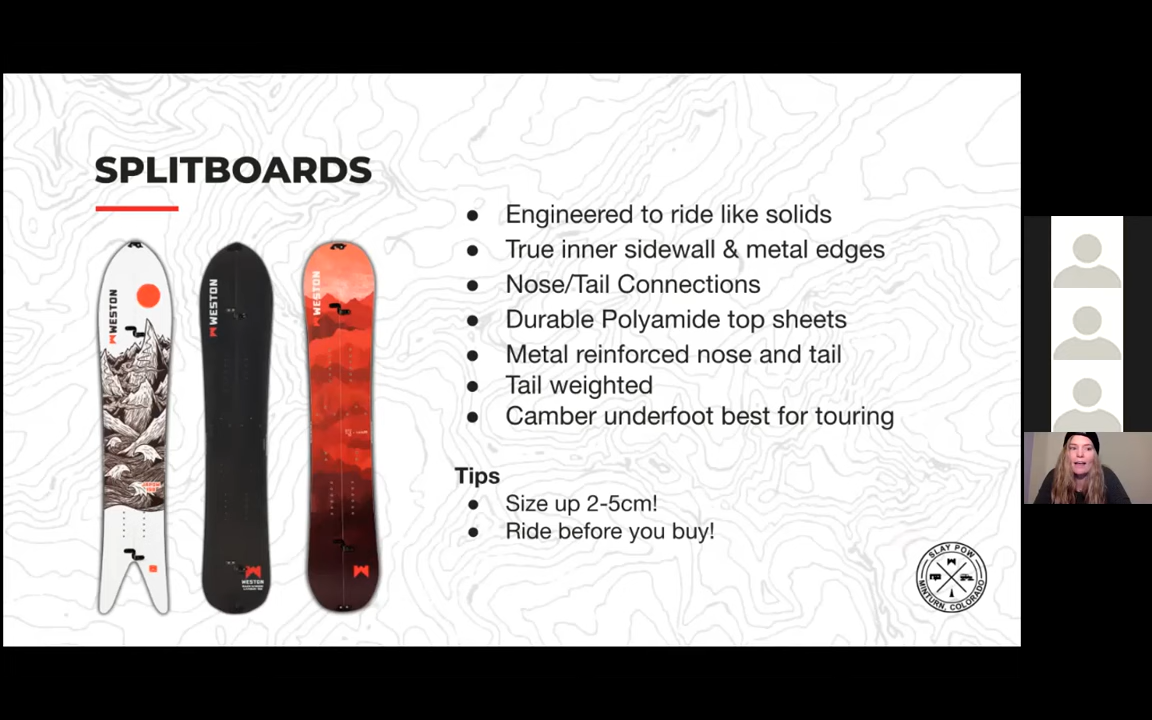 SPLITBOARDS
WESTON
WESTON
WESTON
WESTON
● Engineered to ride like solids
● True inner sidewall & metal edges
● Nose/Tail Connections
● Durable Polyamide top sheets
● Metal reinforced nose and tail
● Tail weighted
● Camber underfoot best for touring
Tips
● Size up 2-5cm!
● Ride before you buy!
SLAY POW
MINTURN, COLORADO